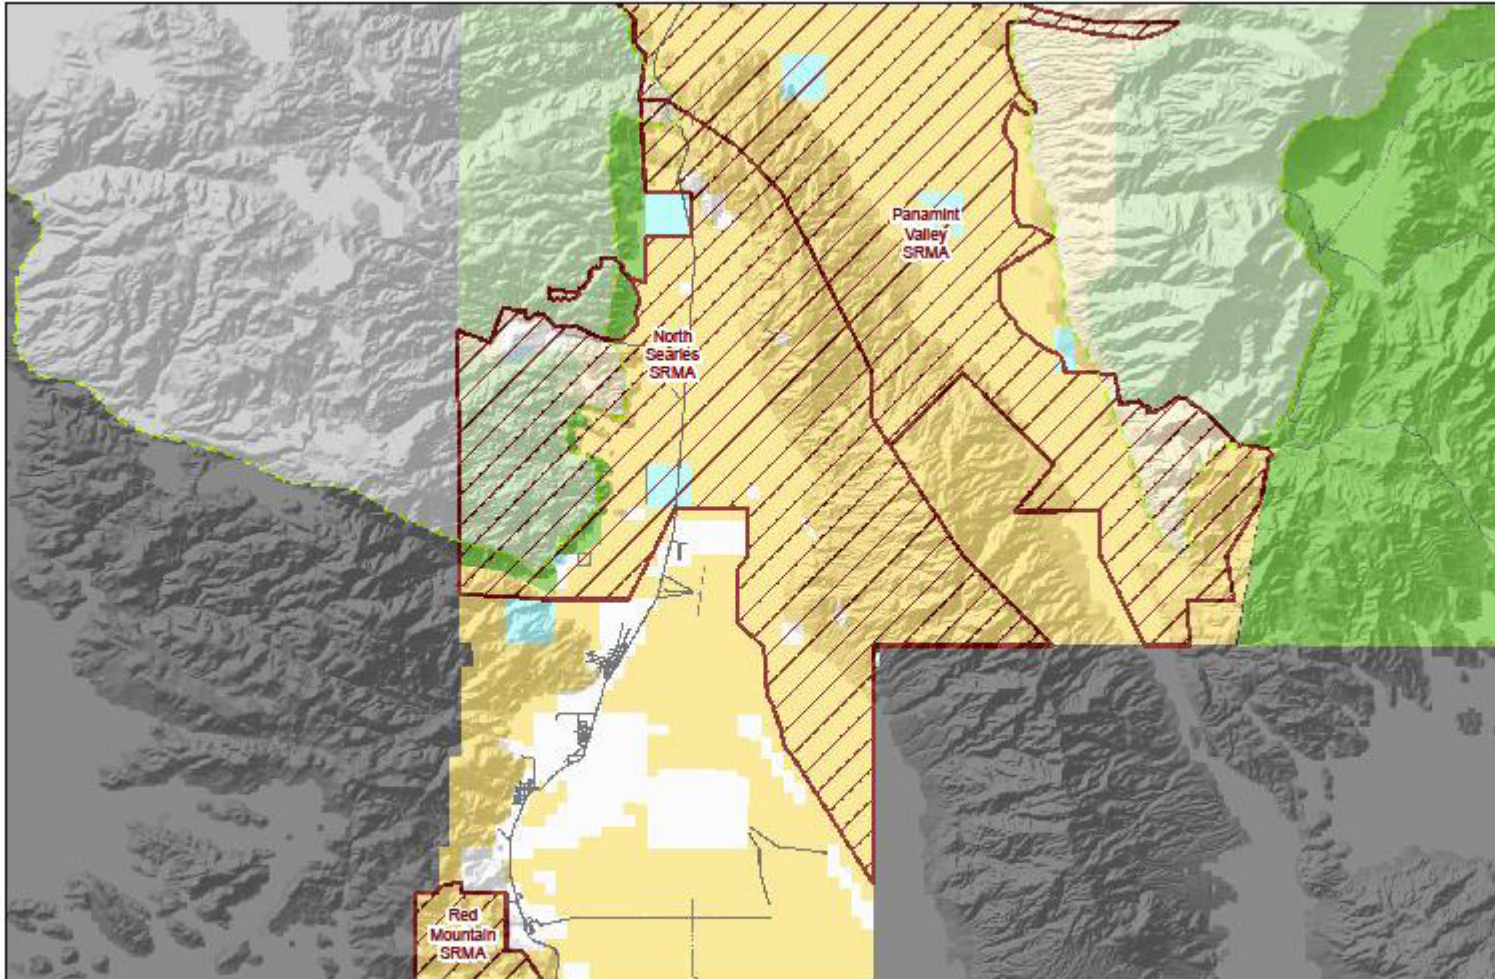 Panamint
Valley
SRMA
North
Searles
SRMA
Red
Mountain
SRMA